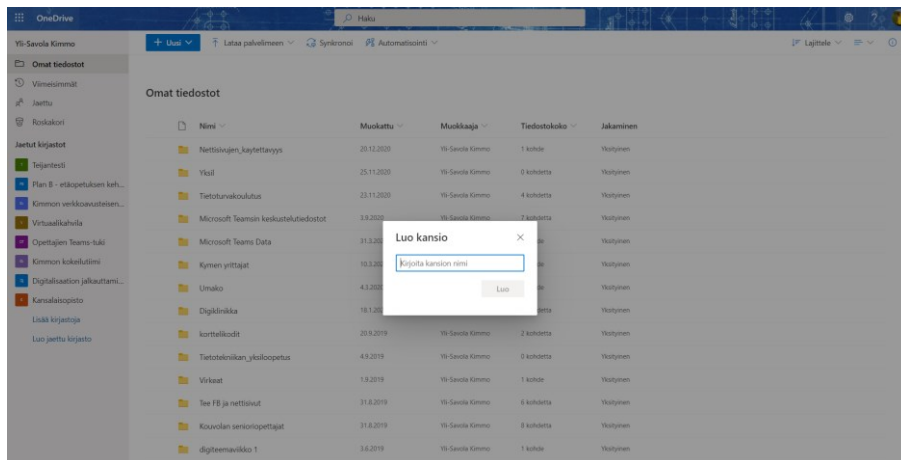 OneDrive
Haku
Yli-Savola Kimmo
Omat tiedostot
Viimeisimmät
Jaettu
Roskakori
Jaetut kirjastot
Teijantesti
Plan B - etäopetuksen keh...
Kimmon verkkoavusteisen...
Virtuaalikahvila
Opettajien Teams-tuki
Kimmon kokeilutiimi
Digitalisaation jalkauttami...
Kansalaisopisto
Lisää kirjastoja
Luo jaettu kirjasto
+ Uusi Lataa palvelimeen Synkronoi Automatisointi Lajittele
Omat tiedostot
Nimi Muokattu Muokkaaja Tiedostokoko Jakaminen
Nettisivujen_kaytettavyys 20.12.2020 Yli-Savola Kimmo 1 kohde Yksityinen
Yksil 25.11.2020 Yli-Savola Kimmo 0 kohdetta Yksityinen
Tietoturvakoulutus 23.11.2020 Yli-Savola Kimmo 4 kohdetta Yksityinen
Microsoft Teamsin keskustelutiedostot 3.9.2020 Yli-Savola Kimmo 7 kohdetta Yksityinen
Microsoft Teams Data Yksityinen
Kymen yrittajat Yksityinen
Umako Yksityinen
Digiklinikka Yksityinen
Luo kansio
Kirjoita kansion nimi
Luo
korttelikodit 20.9.2019 Yli-Savola Kimmo 2 kohdetta Yksityinen
Tietotekniikan_yksiloopetus 4.9.2019 Yli-Savola Kimmo 0 kohdetta Yksityinen
Virkeat 1.9.2019 Yli-Savola Kimmo 1 kohde Yksityinen
Tee FB ja nettisivut 31.8.2019 Yli-Savola Kimmo 6 kohdetta Yksityinen
Kouvolan senioriopettajat 31.8.2019 Yli-Savola Kimmo 8 kohdetta Yksityinen
digiteemaviikko 1 3.6.2019 Yli-Savola Kimmo 1 kohde Yksityinen